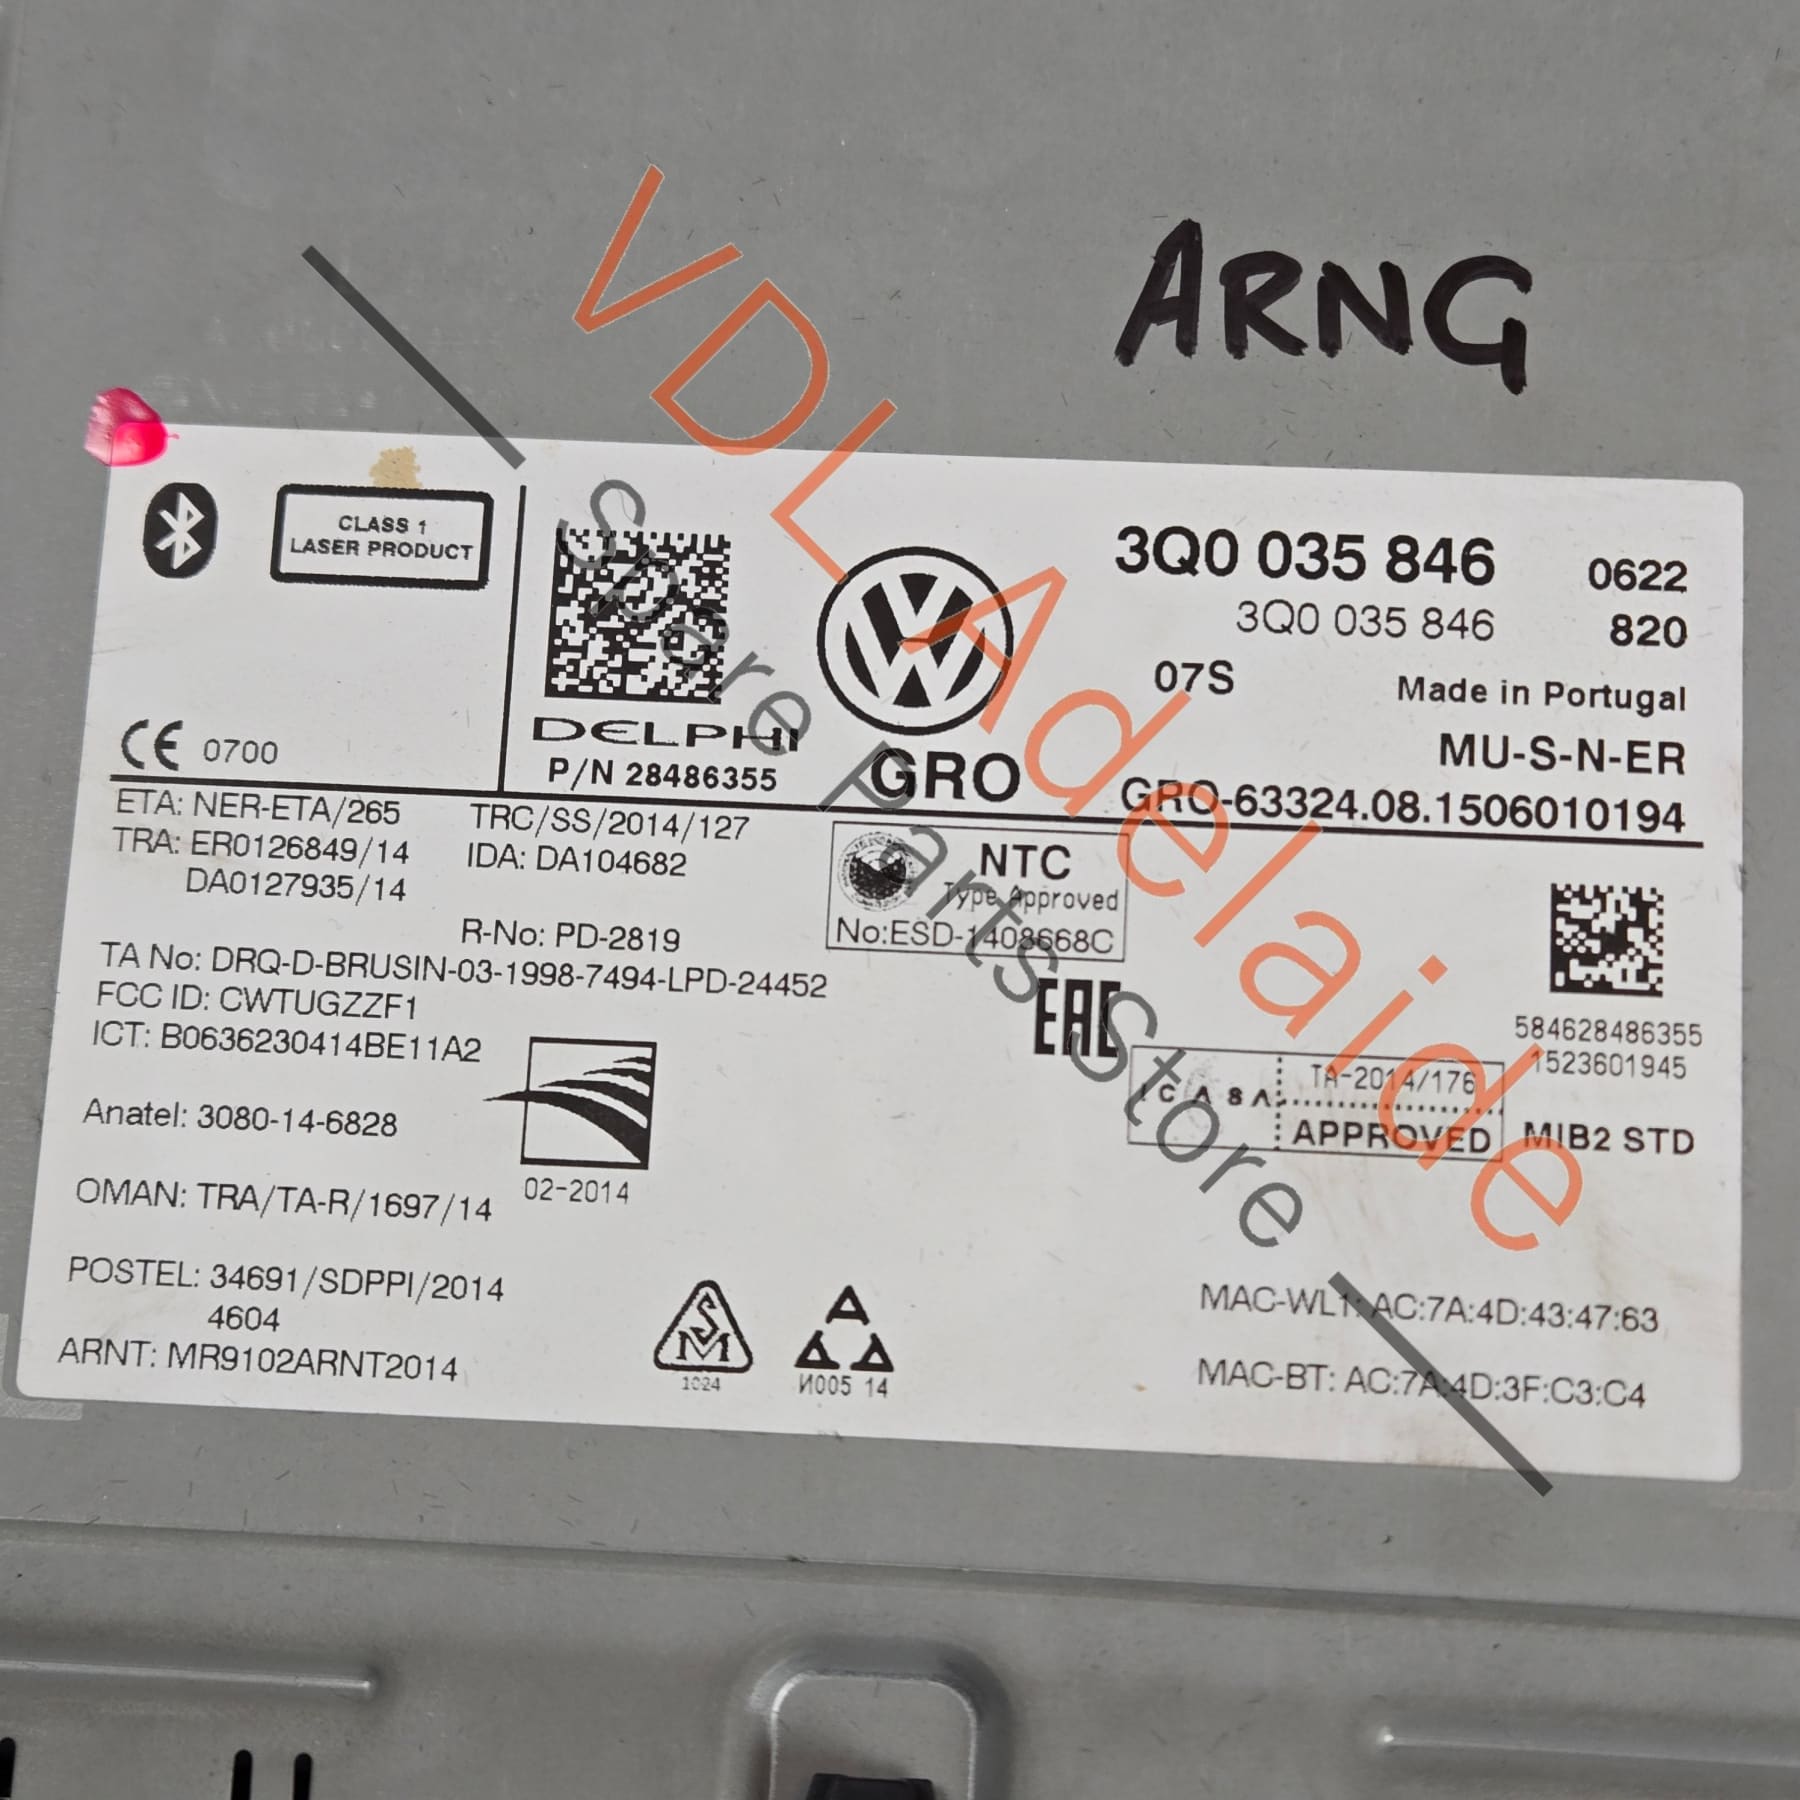 ARNG
VDL Adelaide
Spare Parts Store
CLASS 1
LASER PRODUCT
CE 0700
DELPHI
P/N 28486355
GRO
3Q0 035 846 0622
3Q0 035 846 820
07S Made in Portugal
MU-S-N-ER
GRO-63324.08.1506010194
ETA: NER-ETA/265 TRC/SS/2014/127
TRA: ER0126849/14 IDA: DA104682
DA0127935/14
R-No: PD-2819
TA No: DRQ-D-BRUSIN-03-1998-7494-LPD-24452
FCC ID: CWTUGZZF1
ICT: B0636230414BE11A2
Anatel: 3080-14-6828
02-2014
OMAN: TRA/TA-R/1697/14
POSTEL: 34691/SDPPI/2014
4604
ARNT: MR9102ARNT2014
NTC
Type Approved
No:ESD-1408668C
EAC
584628486355
1523601945
ICASA TA-2014/176
APPROVED
MIB2 STD
SM
1024
И005 14
MAC-WL1: AC:7A:4D:43:47:63
MAC-BT: AC:7A:4D:3F:C3:C4